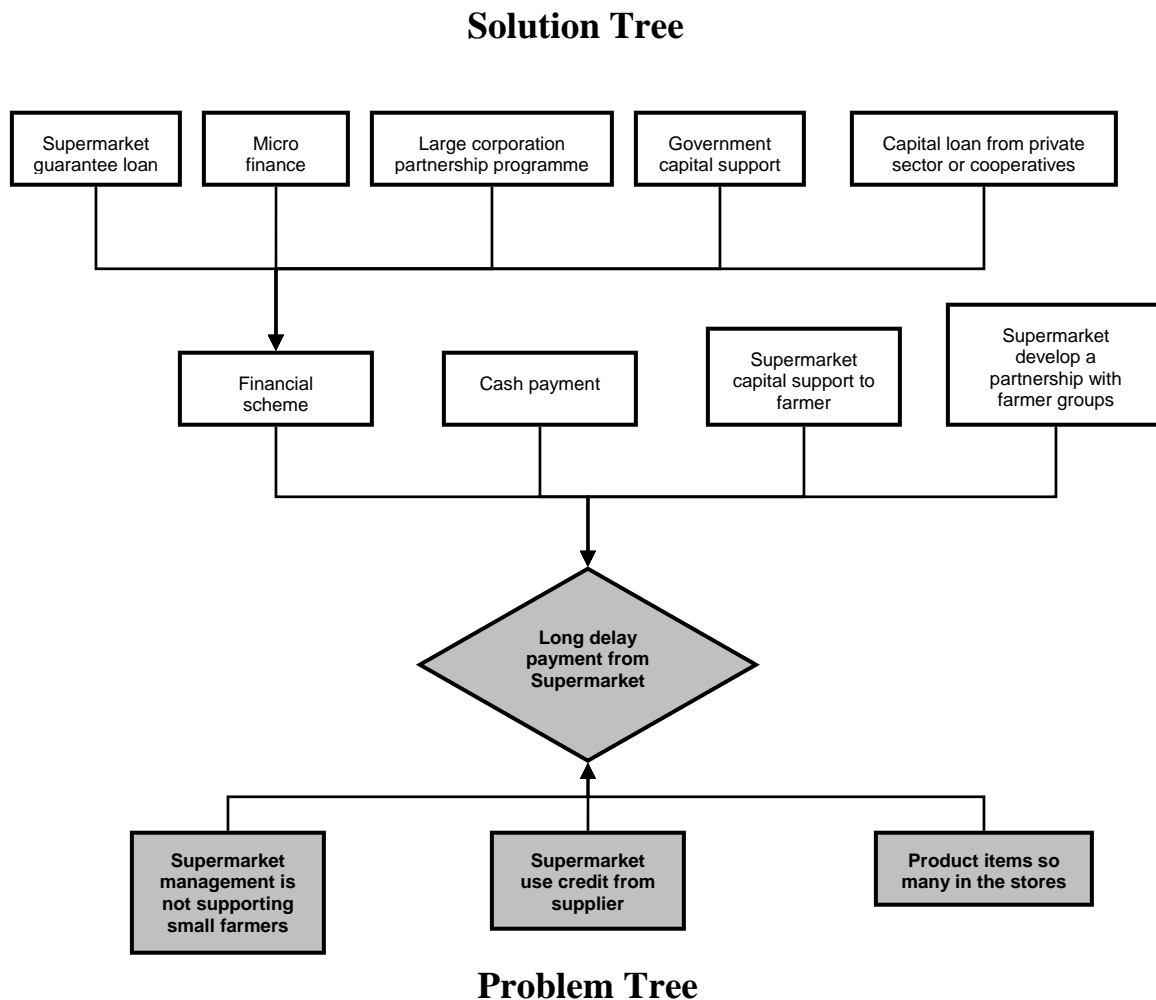 Solution Tree
Supermarket
guarantee loan
Micro
finance
Large corporation
partnership programme
Government
capital support
Capital loan from private
sector or cooperatives
Financial
scheme
Cash payment
Supermarket
capital support to
farmer
Supermarket
develop a
partnership with
farmer groups
Long delay
payment from
Supermarket
Supermarket
management is
not supporting
small farmers
Supermarket
use credit from
supplier
Product items so
many in the stores
Problem Tree